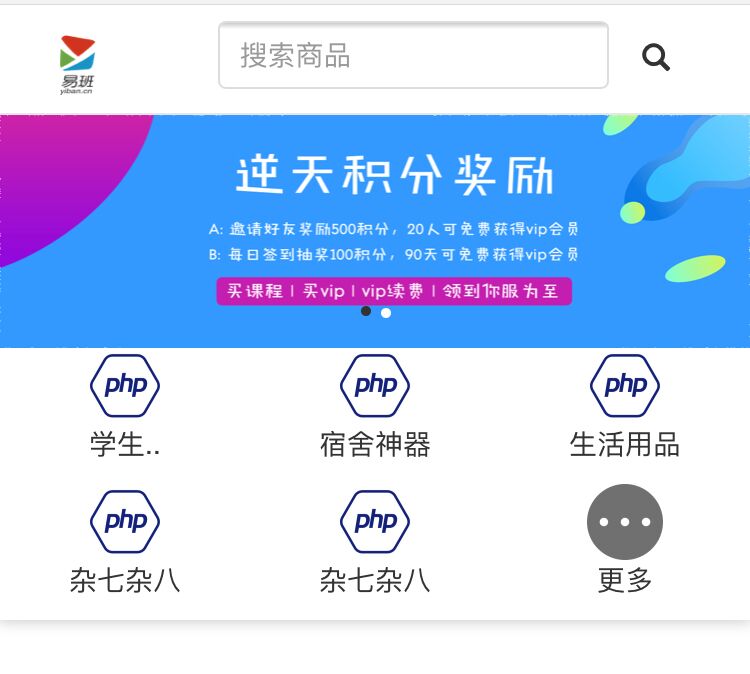 易班
yiban.cn
搜索商品
逆天积分奖励
A: 邀请好友奖励500积分，20人可免费获得vip会员
B: 每日签到抽奖100积分，90天可免费获得vip会员
买课程 | 买vip | vip续费 | 领到你服为至
php php php
学生.. 宿舍神器 生活用品
php php
杂七杂八 杂七杂八 更多